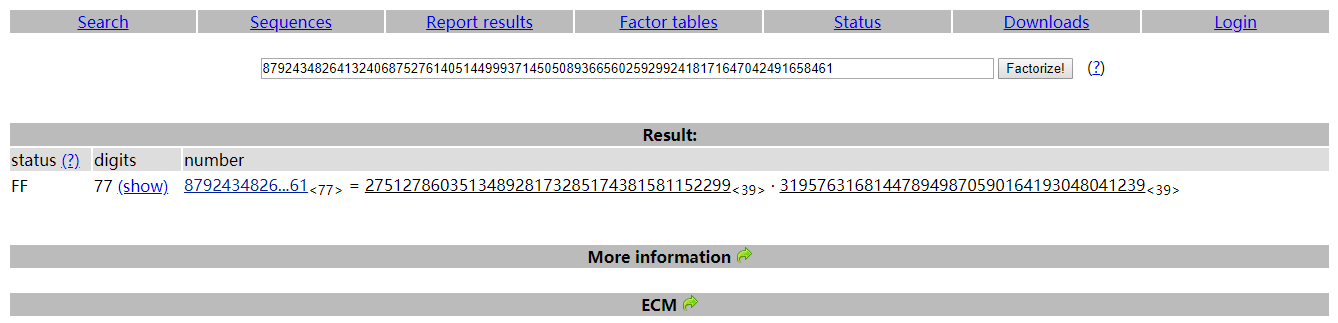 Search Sequences Report results Factor tables Status Downloads Login
87924348264132406875276140514499937145050893665602592992418171647042491658461 Factorize! (?)
Result:
status (?) digits number
FF 77 (show) 8792434826...61<77> = 275127860351348928173285174381581152299<39> · 319576316814478949870590164193048041239<39>
More information
ECM